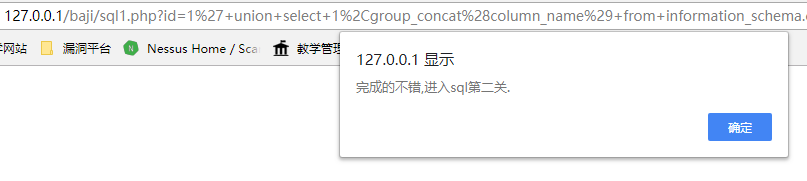 127.0.0.1/baji/sql1.php?id=1%27+union+select+1%2Cgroup_concat%28column_name%29+from+information_schema.
学网站 漏洞平台 Nessus Home / Sca 教学管理
127.0.0.1 显示
完成的不错,进入sql第二关.
确定